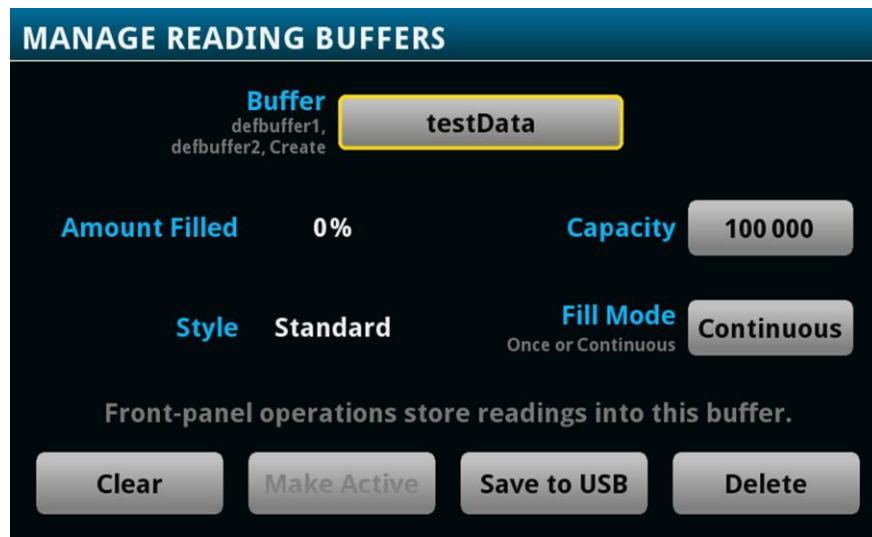 MANAGE READING BUFFERS
Buffer
defbuffer1,
defbuffer2, Create
testData
Amount Filled 0%
Capacity 100 000
Style Standard
Fill Mode
Once or Continuous
Continuous
Front-panel operations store readings into this buffer.
Clear Make Active Save to USB Delete